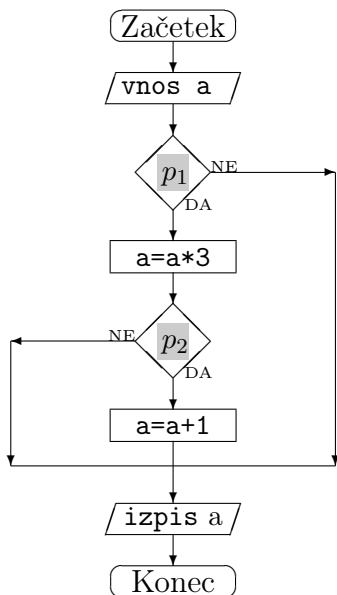 Začetek
vnos a
p₁ NE
DA
a=a*3
NE p₂
DA
a=a+1
izpis a
Konec